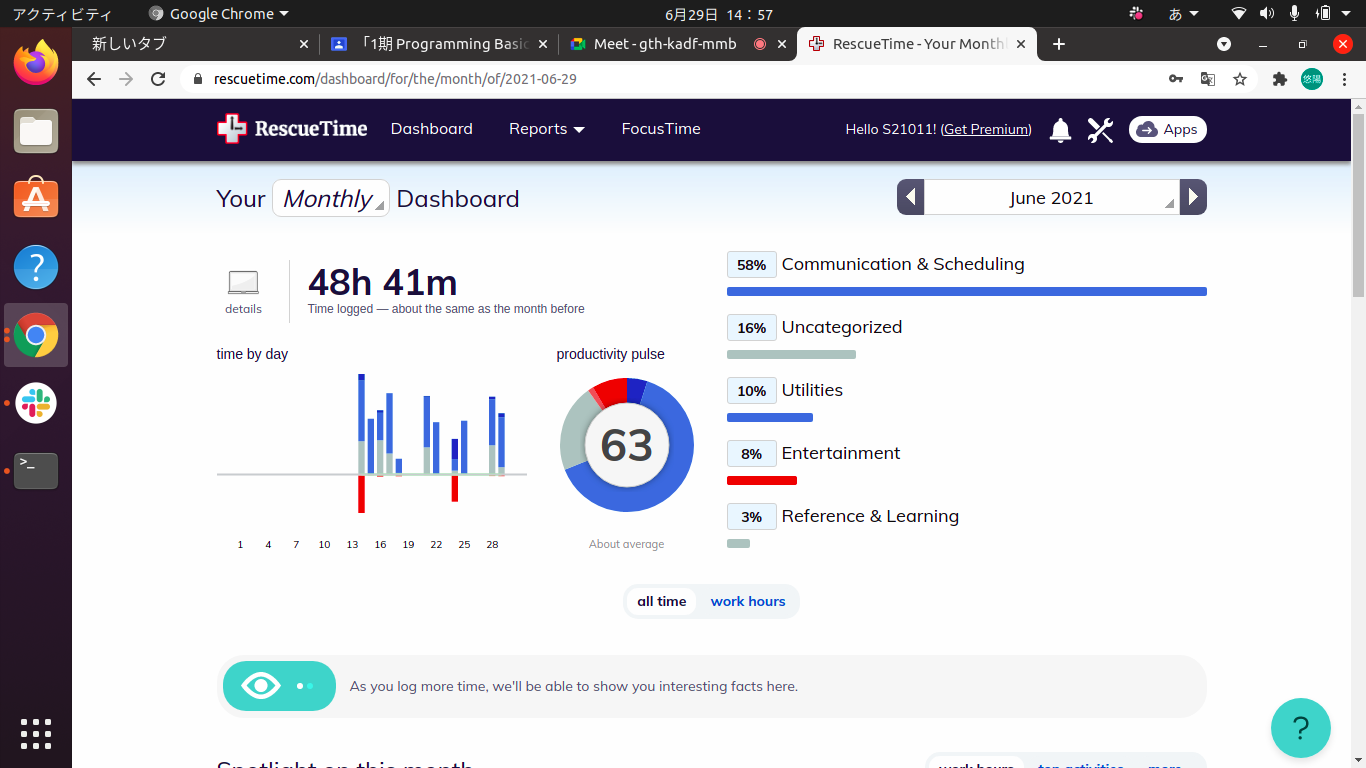 アクティビティ Google Chrome 6月29日 14：57 あ
新しいタブ 「1期 Programming Basic Meet - gth-kadf-mmb RescueTime - Your Month
rescuetime.com/dashboard/for/the/month/of/2021-06-29 悠陽
RescueTime Dashboard Reports FocusTime Hello S21011! (Get Premium) Apps
Your Monthly Dashboard June 2021
details
48h 41m
Time logged — about the same as the month before
time by day
1 4 7 10 13 16 19 22 25 28
productivity pulse
63
About average
58% Communication & Scheduling
16% Uncategorized
10% Utilities
8% Entertainment
3% Reference & Learning
all time work hours
As you log more time, we'll be able to show you interesting facts here.
?
Spotlight on this month
work hours top activities more